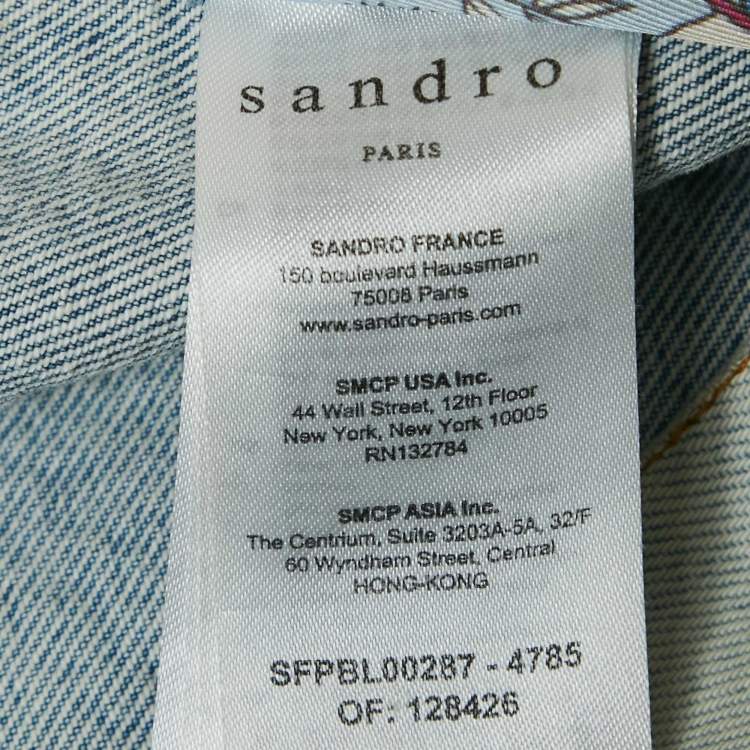 sandro
PARIS
SANDRO FRANCE
150 boulevard Haussmann
75008 Paris
www.sandro-paris.com
SMCP USA Inc.
44 Wall Street, 12th Floor
New York, New York 10005
RN132784
SMCP ASIA Inc.
The Centrium, Suite 3203A-5A, 32/F
60 Wyndham Street, Central
HONG-KONG
SFPBL00287 - 4785
OF: 128426